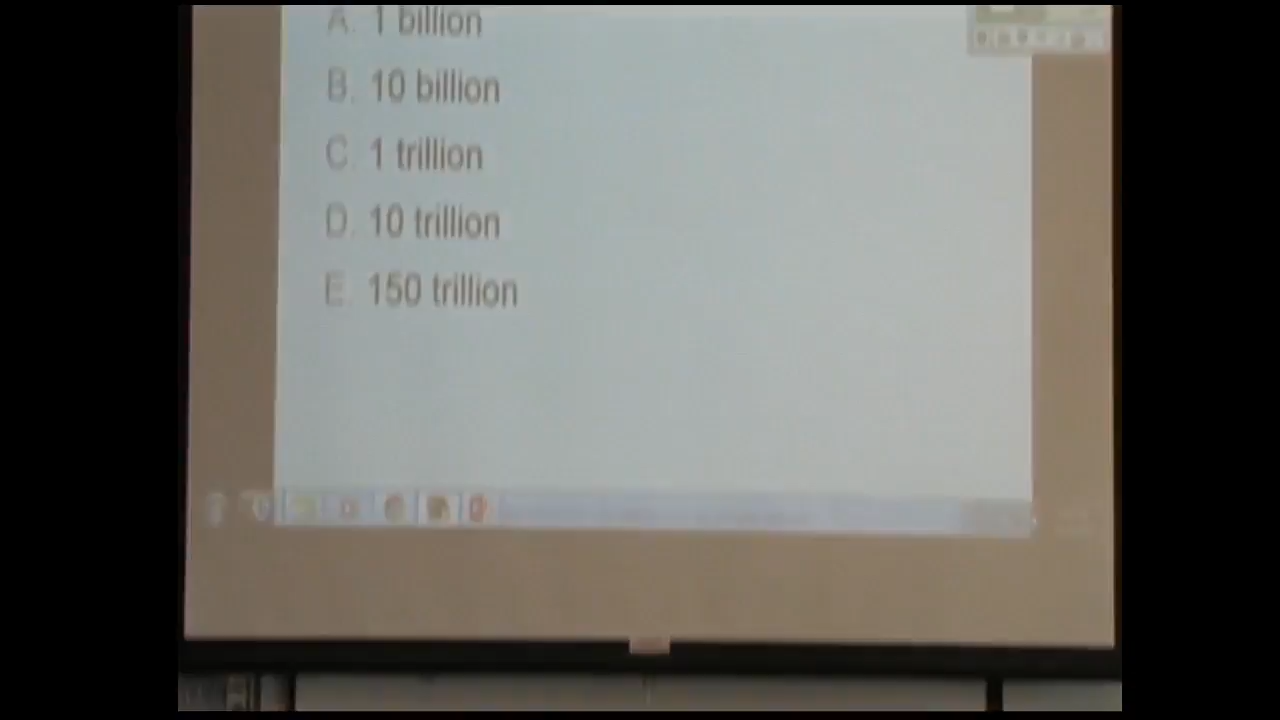 A. 1 billion
B. 10 billion
C. 1 trillion
D. 10 trillion
E. 150 trillion